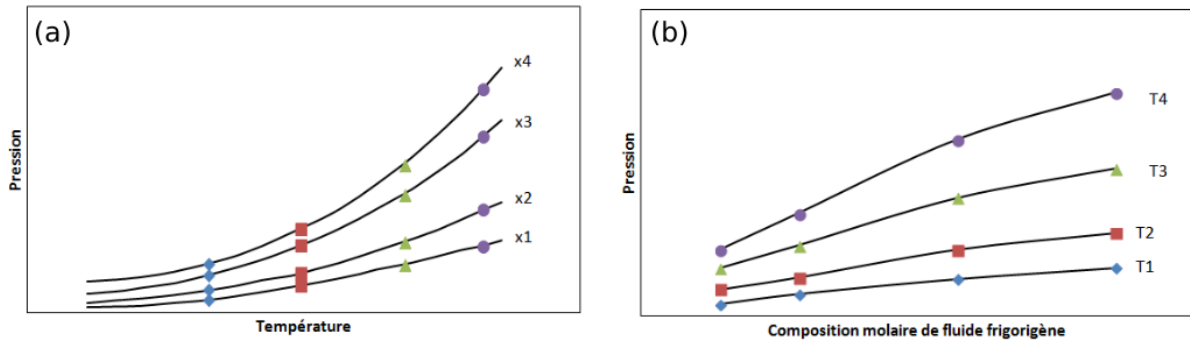 (a)
x4
x3
x2
x1
Pression
Température
(b)
T4
T3
T2
T1
Pression
Composition molaire de fluide frigorigène